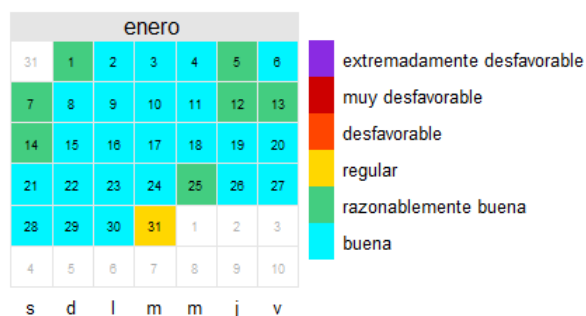 enero
31 1 2 3 4 5 6
7 8 9 10 11 12 13
14 15 16 17 18 19 20
21 22 23 24 25 26 27
28 29 30 31 1 2 3
4 5 6 7 8 9 10
s d l m m j v
extremadamente desfavorable
muy desfavorable
desfavorable
regular
razonablemente buena
buena